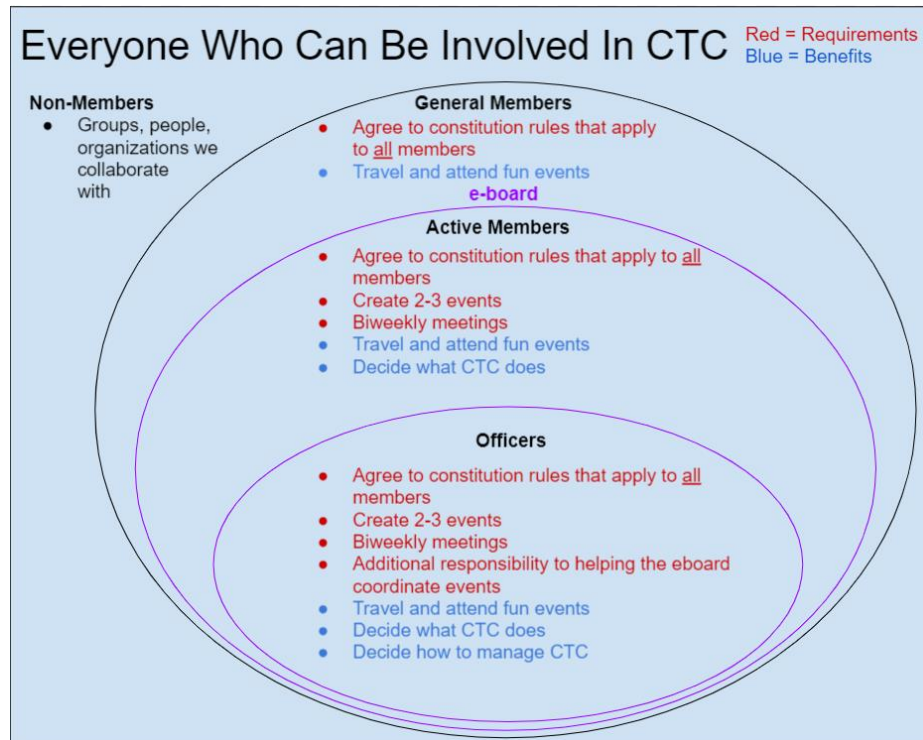 Everyone Who Can Be Involved In CTC
Red = Requirements
Blue = Benefits
Non-Members
● Groups, people,
organizations we
collaborate
with
General Members
● Agree to constitution rules that apply
to all members
● Travel and attend fun events
e-board
Active Members
● Agree to constitution rules that apply to all
members
● Create 2-3 events
● Biweekly meetings
● Travel and attend fun events
● Decide what CTC does
Officers
● Agree to constitution rules that apply to all
members
● Create 2-3 events
● Biweekly meetings
● Additional responsibility to helping the eboard
coordinate events
● Travel and attend fun events
● Decide what CTC does
● Decide how to manage CTC